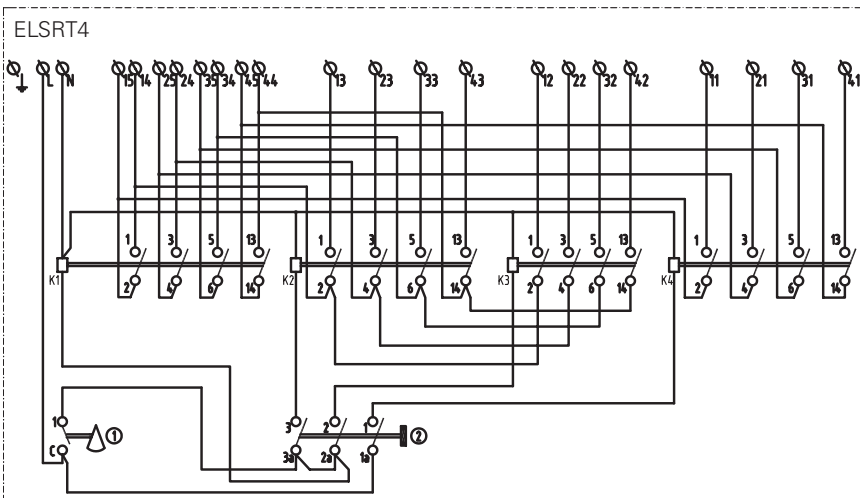 ELSRT4
L N 15 14 25 24 35 34 45 44 13 23 33 43 12 22 32 42 11 21 31 41
1 3 5 13 1 3 5 13 1 3 5 13 1 3 5 13
K1 2 4 6 14 K2 2 4 6 14 K3 2 4 6 14 K4 2 4 6 14
1 ① 3 2 1 ②
C 3a 2a 1a